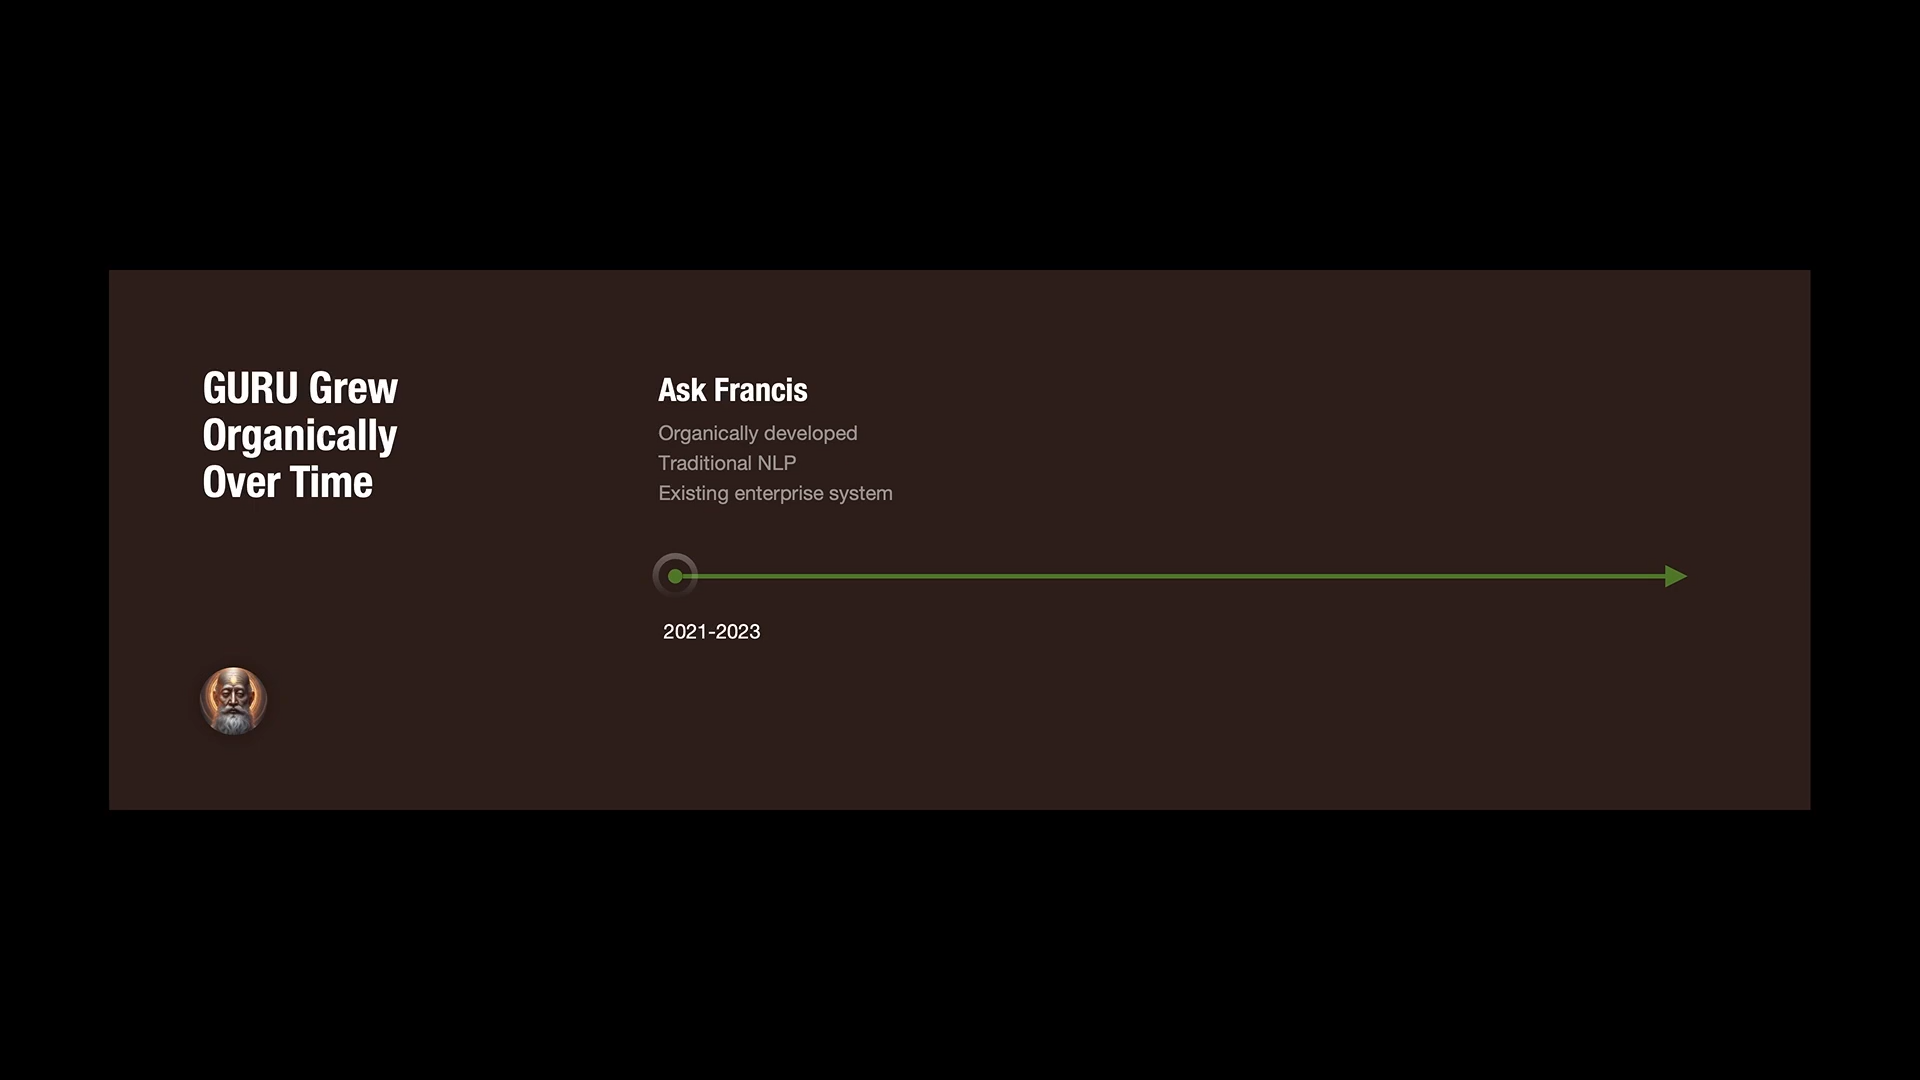 GURU Grew
Organically
Over Time
Ask Francis
Organically developed
Traditional NLP
Existing enterprise system
2021-2023